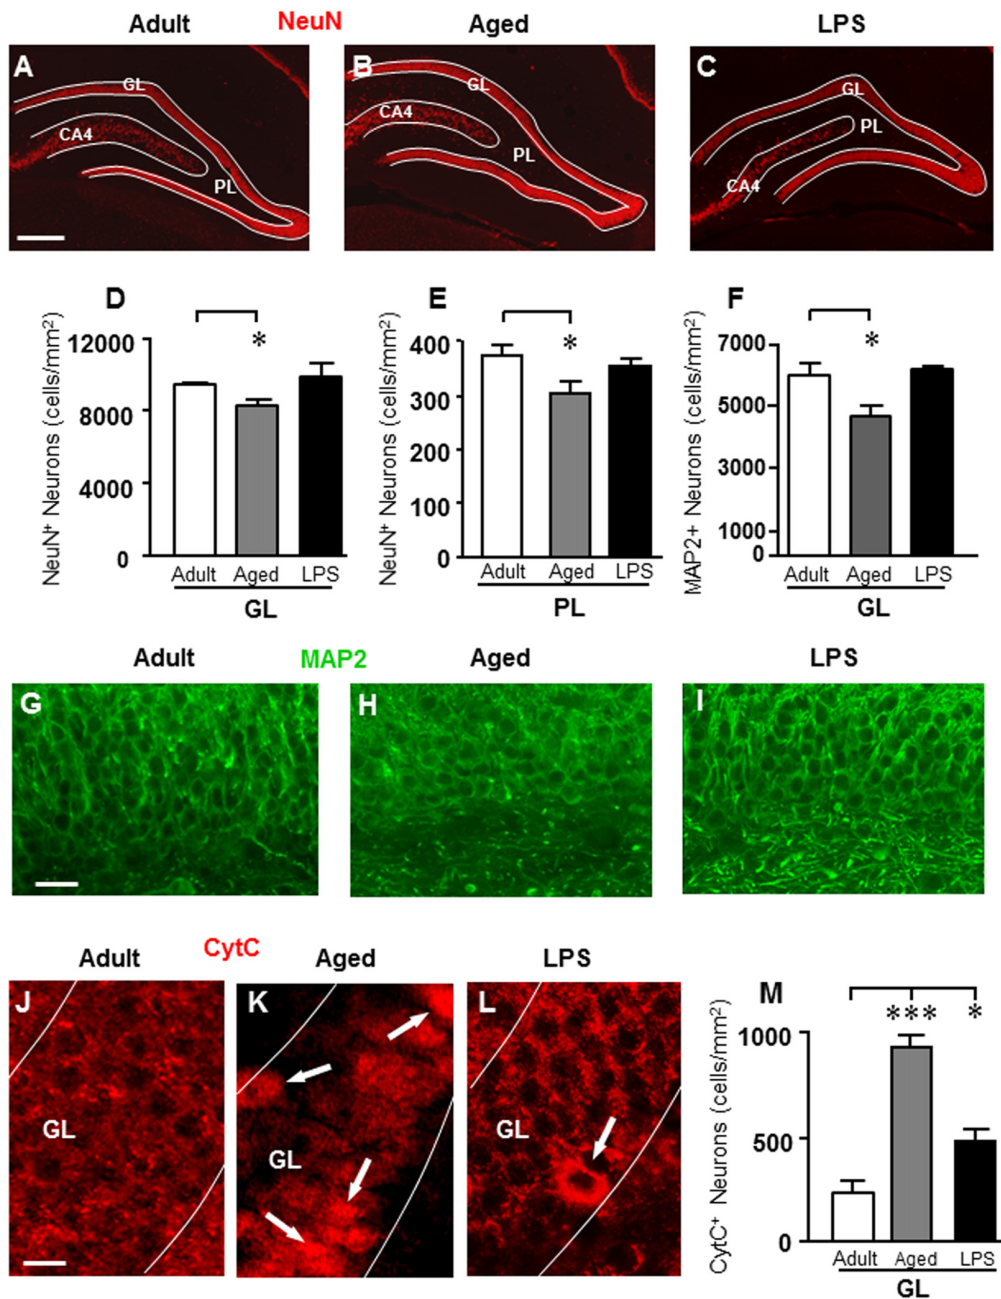 Adult NeuN Aged LPS
A GL CA4 PL
B GL CA4 PL
C GL PL CA4
D
NeuN⁺ Neurons (cells/mm²)
12000
8000
4000
0
*
Adult Aged LPS
GL
E
NeuN⁺ Neurons (cells/mm²)
400
300
200
100
0
*
Adult Aged LPS
PL
F
MAP2+ Neurons (cells/mm²)
7000
5000
3000
1000
0
*
Adult Aged LPS
GL
Adult MAP2 Aged LPS
G H I
CytC
Adult Aged LPS
J GL
K GL
L GL
M
CytC⁺ Neurons (cells/mm²)
1000
500
0
*** *
Adult Aged LPS
GL